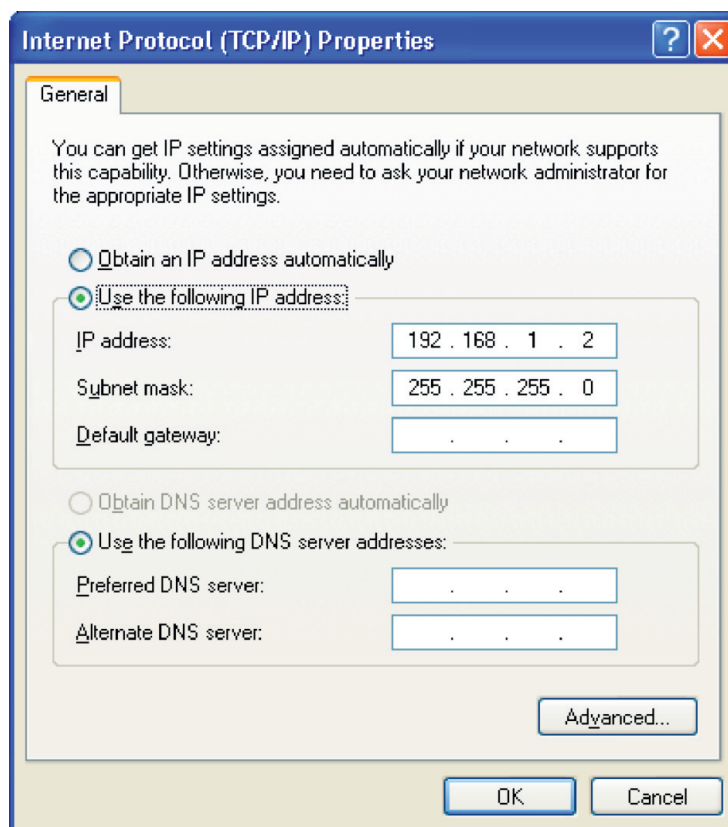 Internet Protocol (TCP/IP) Properties
General
You can get IP settings assigned automatically if your network supports
this capability. Otherwise, you need to ask your network administrator for
the appropriate IP settings.
Obtain an IP address automatically
Use the following IP address:
IP address: 192 . 168 . 1 . 2
Subnet mask: 255 . 255 . 255 . 0
Default gateway: . . .
Obtain DNS server address automatically
Use the following DNS server addresses:
Preferred DNS server: . . .
Alternate DNS server: . . .
Advanced...
OK Cancel